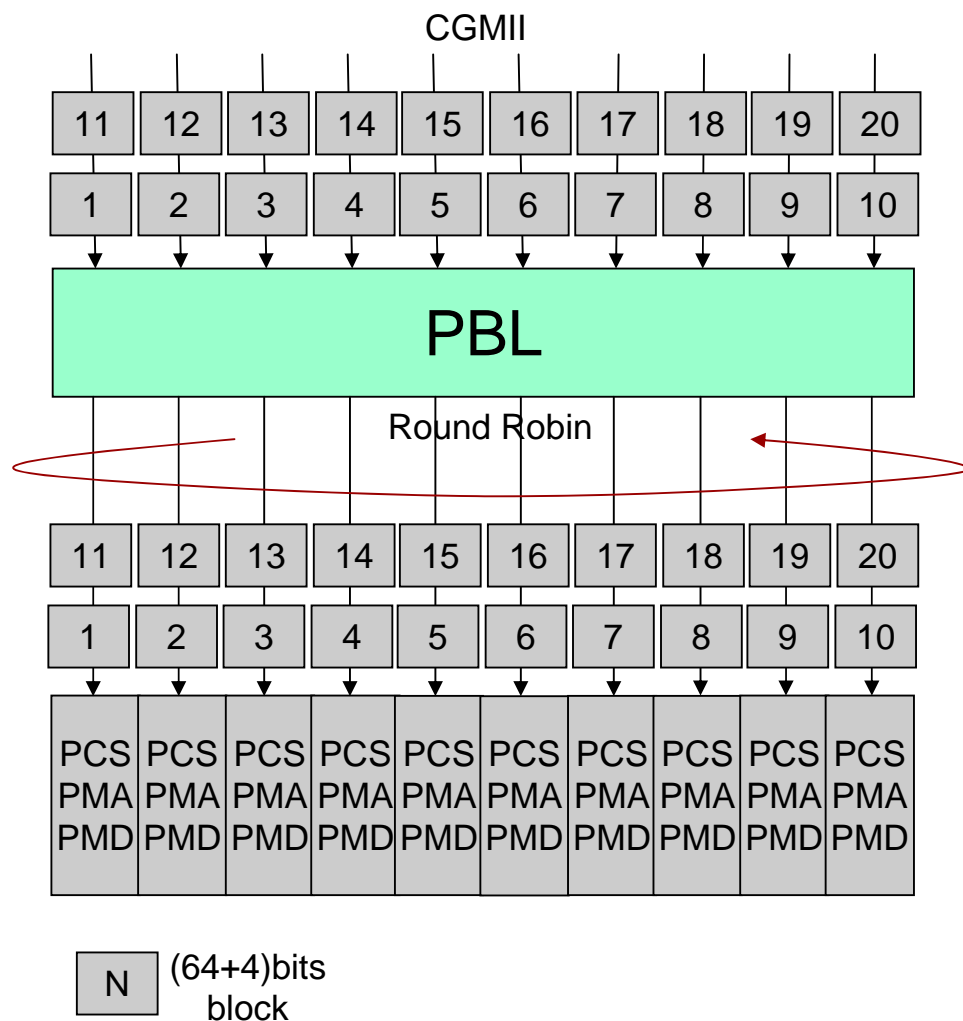 CGMII
11 12 13 14 15 16 17 18 19 20
1 2 3 4 5 6 7 8 9 10
PBL
Round Robin
11 12 13 14 15 16 17 18 19 20
1 2 3 4 5 6 7 8 9 10
PCS PCS PCS PCS PCS PCS PCS PCS PCS PCS
PMA PMA PMA PMA PMA PMA PMA PMA PMA PMA
PMD PMD PMD PMD PMD PMD PMD PMD PMD PMD
N (64+4)bits
block